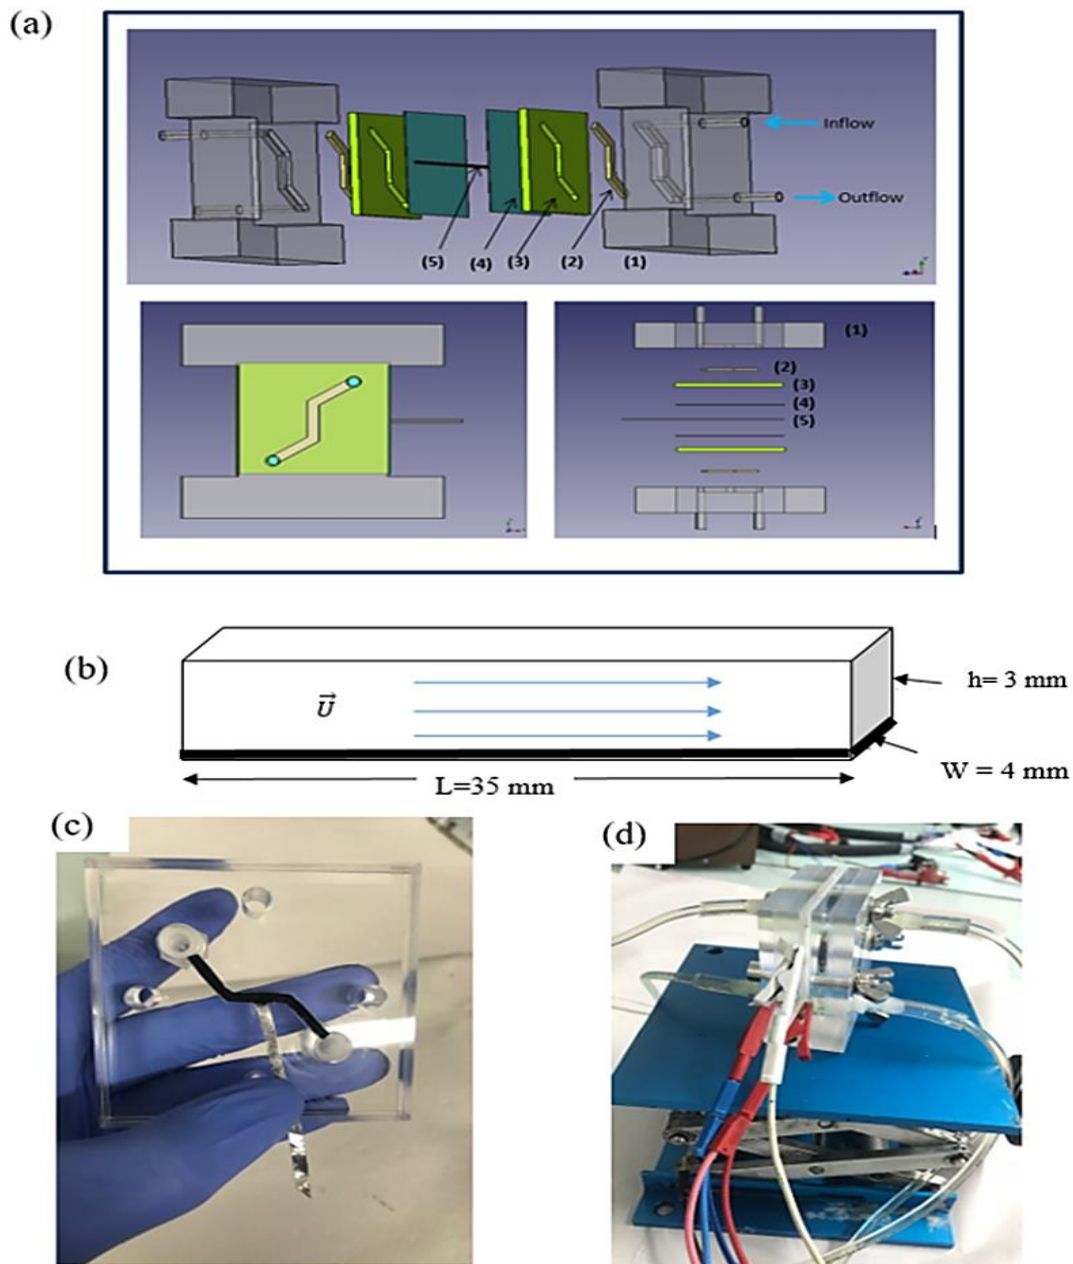 (a)
Inflow
Outflow
(5) (4) (3) (2) (1)
(1)
(2)
(3)
(4)
(5)
(b)
U⃗
h= 3 mm
W = 4 mm
L=35 mm
(c)
(d)